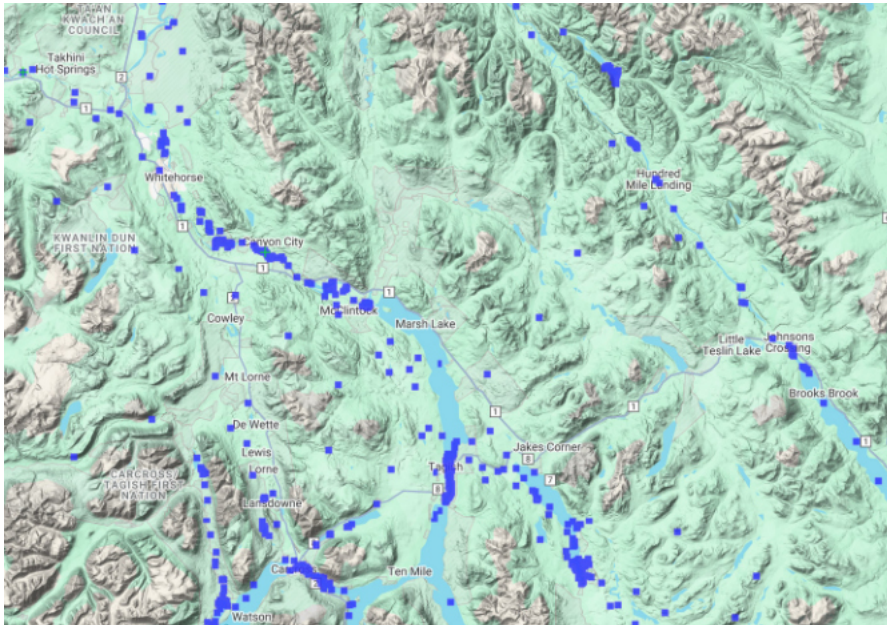 TA'AN
KWACH'AN
COUNCIL
Takhini
Hot Springs
2
1
Whitehorse
Hundred
Mile Landing
1
KWANLIN DUN
FIRST NATION
Canyon City
1
1
McClintock
Cowley
Marsh Lake
Little
Teslin Lake
Johnsons
Crossing
Mt Lorne
Brooks Brook
1
1
De Wette
Jakes Corner
1
Lewis
8
Lorne
Tagish
7
CARCROSS/
TAGISH FIRST
NATION
8
Lansdowne
Ten Mile
Watson